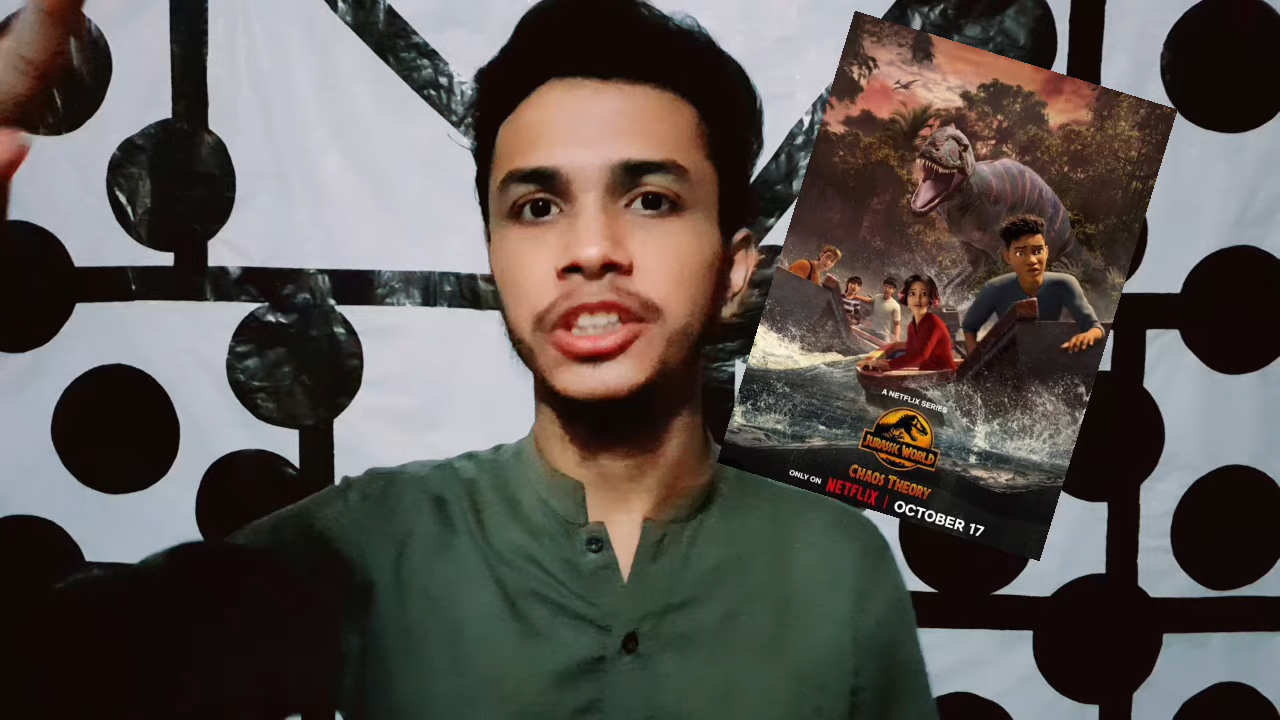 A NETFLIX SERIES
JURASSIC WORLD
CHAOS THEORY
ONLY ON NETFLIX | OCTOBER 17